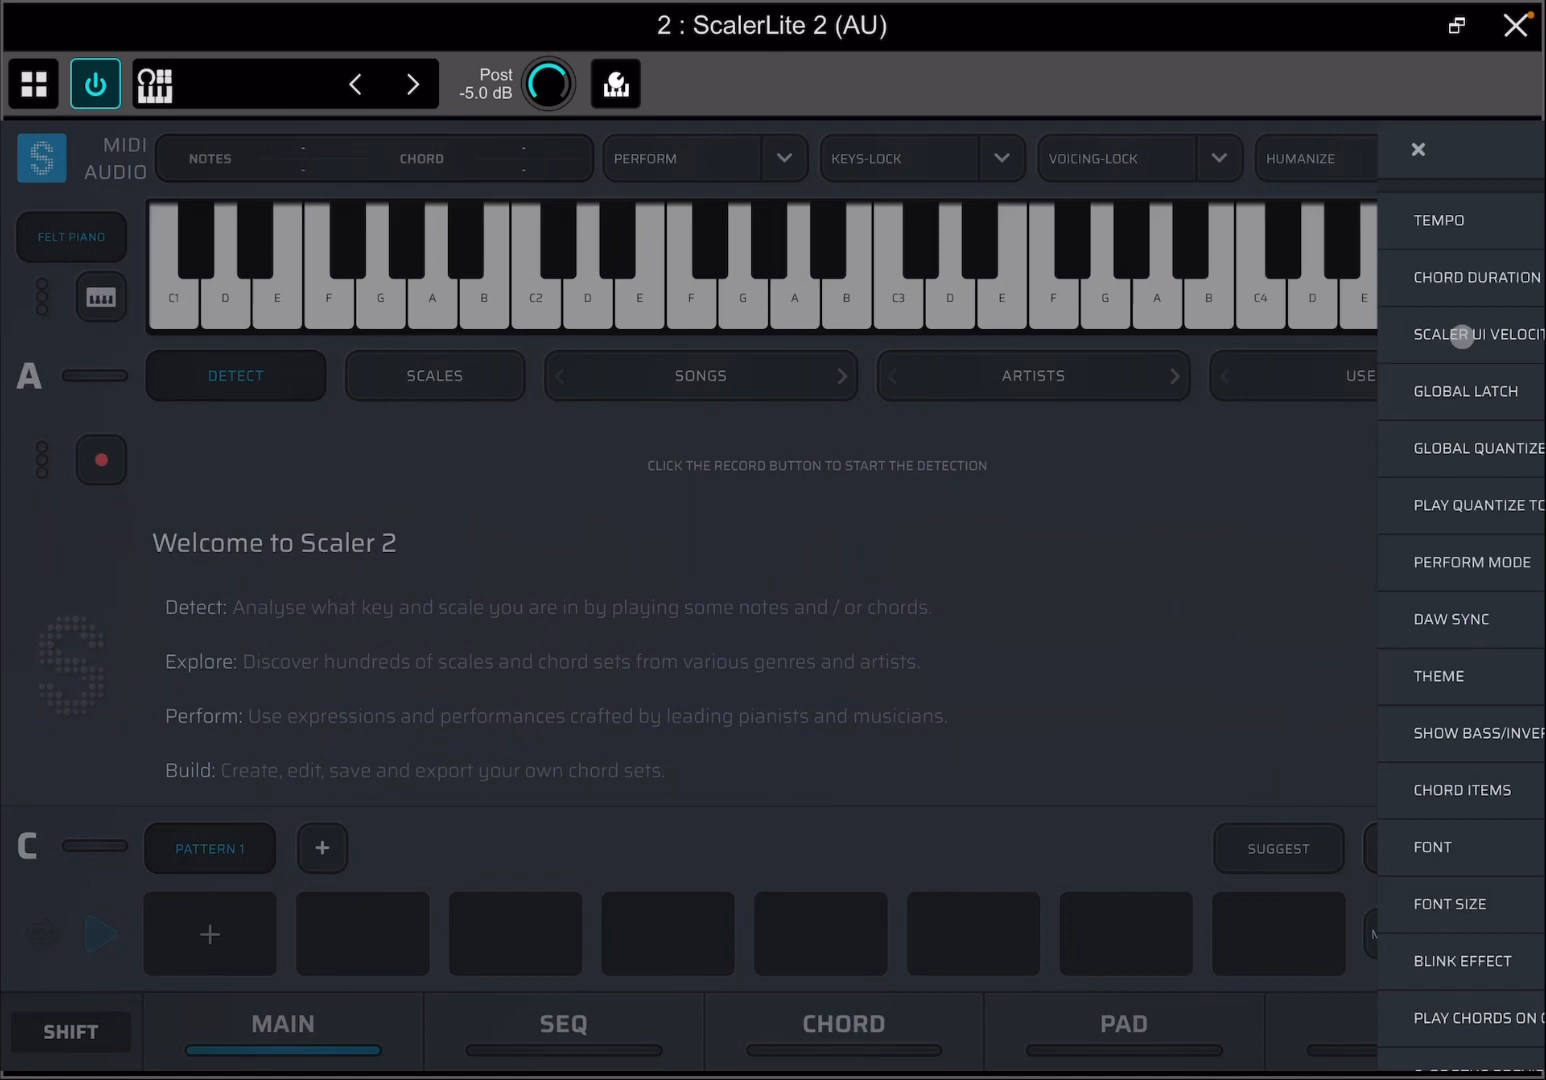 2 : ScalerLite 2 (AU)
Post
-5.0 dB
MIDI
AUDIO
NOTES - - CHORD - -
PERFORM
KEYS-LOCK
VOICING-LOCK
HUMANIZE
FELT PIANO
C1 D E F G A B C2 D E F G A B C3 D E F G A B C4 D E
A
DETECT
SCALES
SONGS
ARTISTS
USE
CLICK THE RECORD BUTTON TO START THE DETECTION
Welcome to Scaler 2
Detect: Analyse what key and scale you are in by playing some notes and / or chords.
Explore: Discover hundreds of scales and chord sets from various genres and artists.
Perform: Use expressions and performances crafted by leading pianists and musicians.
Build: Create, edit, save and export your own chord sets.
C
PATTERN 1
+
SUGGEST
+
M
SHIFT
MAIN
SEQ
CHORD
PAD
TEMPO
CHORD DURATION
SCALER UI VELOCIT
GLOBAL LATCH
GLOBAL QUANTIZE
PLAY QUANTIZE TO
PERFORM MODE
DAW SYNC
THEME
SHOW BASS/INVER
CHORD ITEMS
FONT
FONT SIZE
BLINK EFFECT
PLAY CHORDS ON